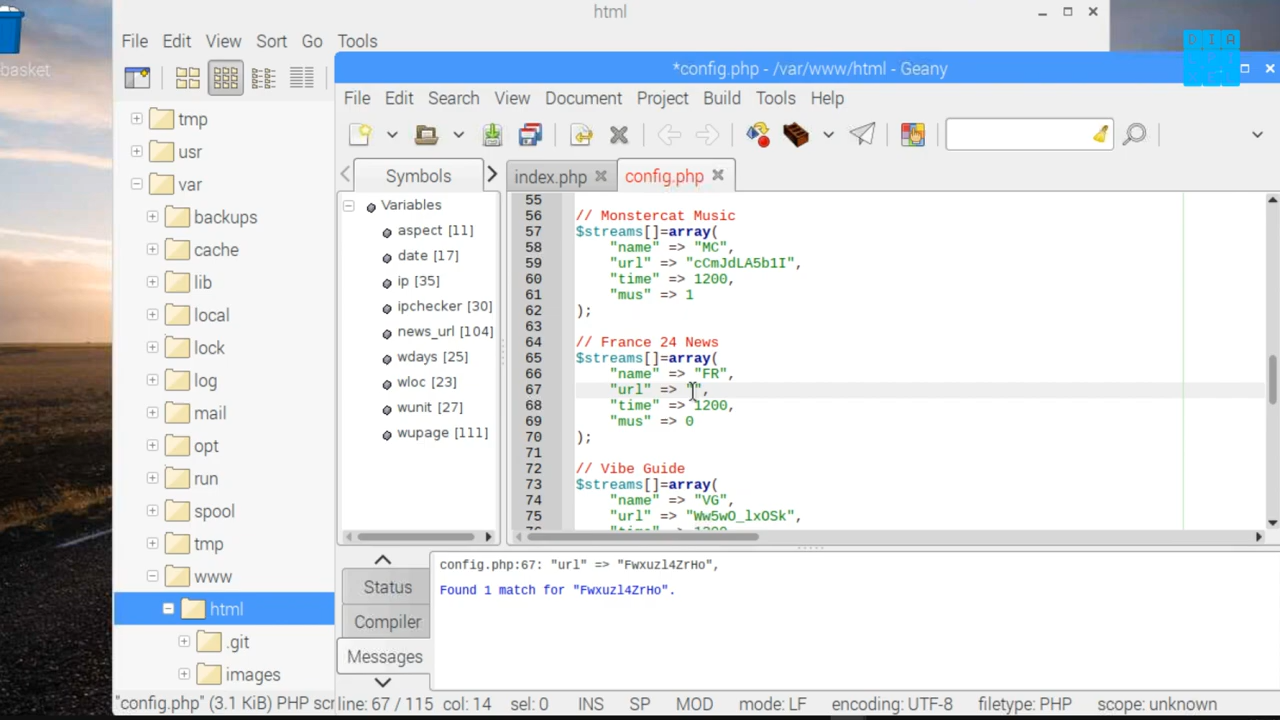 html
basket
File Edit View Sort Go Tools
DIA
*config.php - /var/www/html - Geany
File Edit Search View Document Project Build Tools Help
tmp
usr
var
backups
cache
lib
local
lock
log
mail
opt
run
spool
tmp
www
html
.git
images
Symbols
Variables
aspect [11]
date [17]
ip [35]
ipchecker [30]
news_url [104]
wdays [25]
wloc [23]
wunit [27]
wupage [111]
index.php config.php
55
56 // Monstercat Music
57 $streams[]=array(
58 "name" => "MC",
59 "url" => "cCmJdLA5b1I",
60 "time" => 1200,
61 "mus" => 1
62 );
63
64 // France 24 News
65 $streams[]=array(
66 "name" => "FR",
67 "url" => "",
68 "time" => 1200,
69 "mus" => 0
70 );
71
72 // Vibe Guide
73 $streams[]=array(
74 "name" => "VG",
75 "url" => "Ww5wO_lxOSk",
Status
Compiler
Messages
config.php:67: "url" => "Fwxuzl4ZrHo",
Found 1 match for "Fwxuzl4ZrHo".
"config.php" (3.1 KiB) PHP scr
line: 67 / 115 col: 14 sel: 0 INS SP MOD mode: LF encoding: UTF-8 filetype: PHP scope: unknown